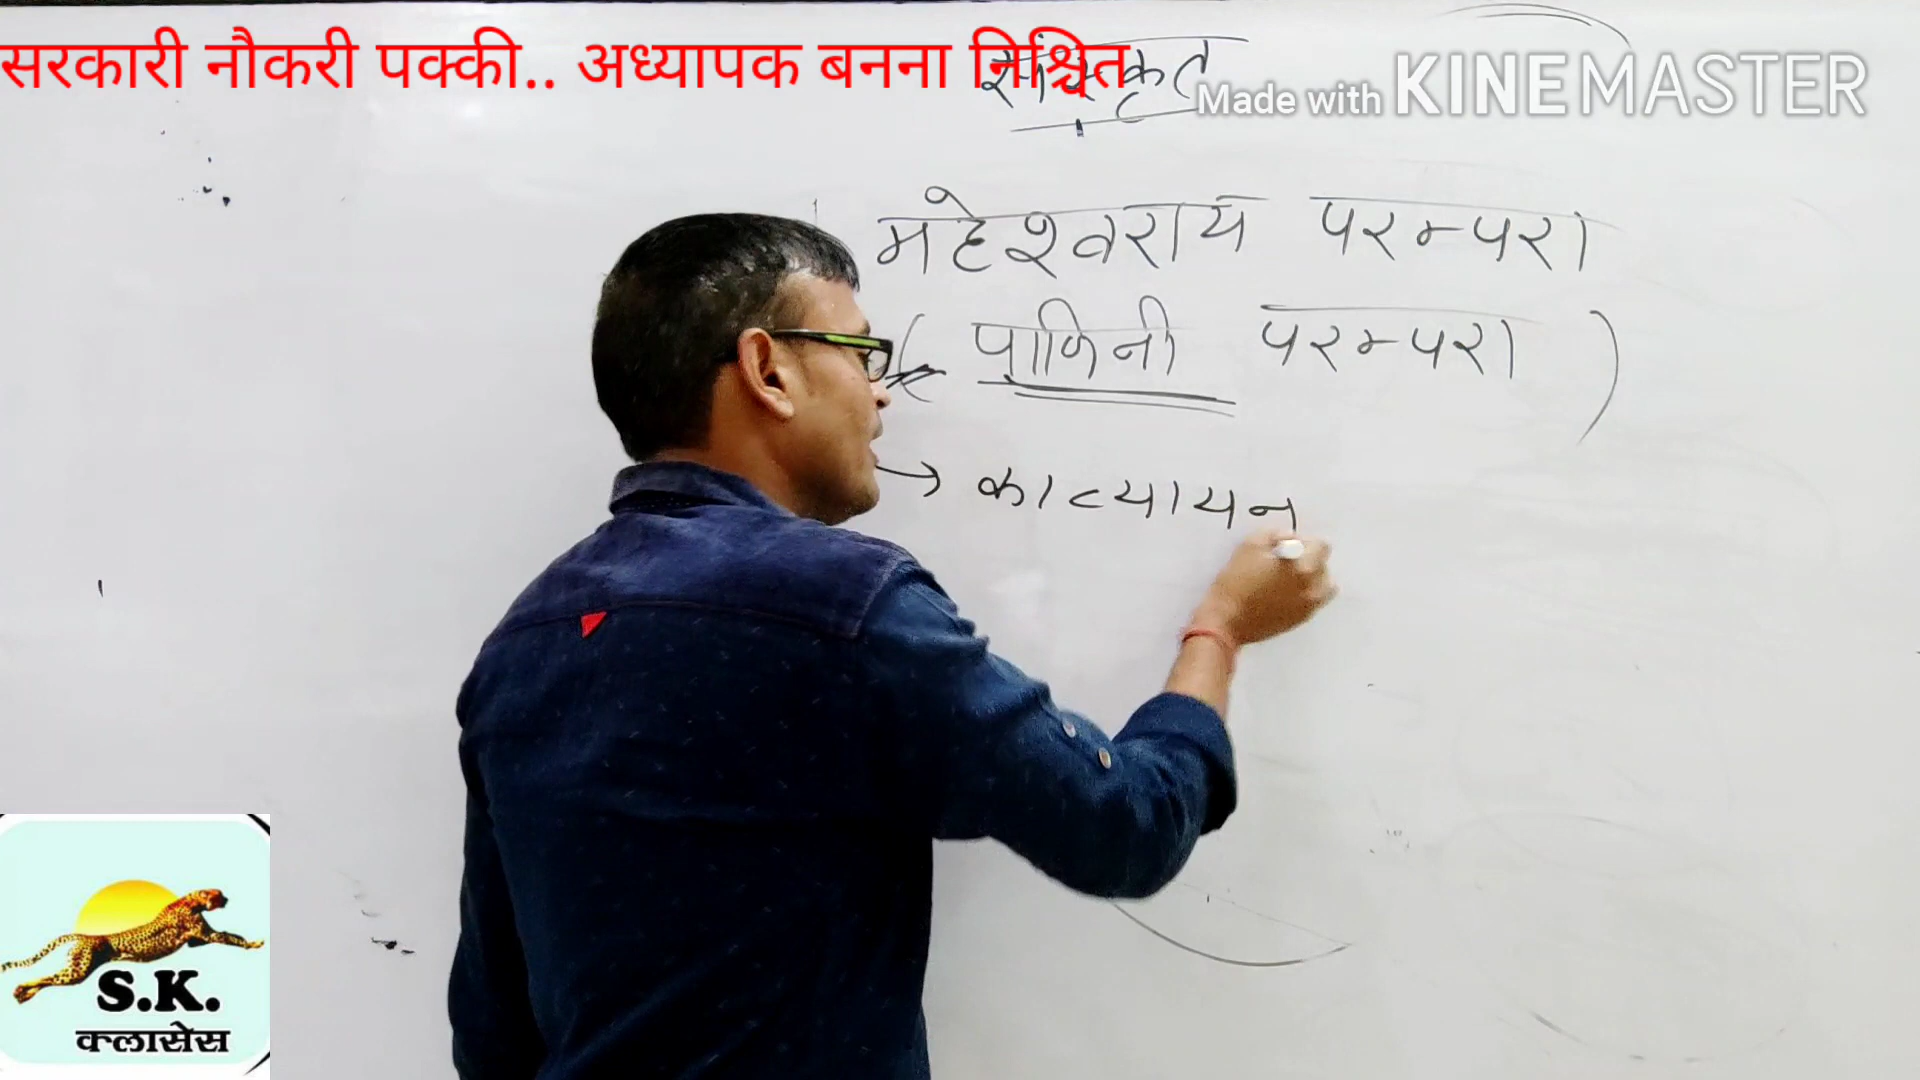 सरकारी नौकरी पक्की.. अध्यापक बनना निश्चित
संस्कृत
Made with KINEMASTER
महेश्वराय परम्परा
( पाणिनी परम्परा )
→ कात्यायन
S.K.
क्लासेस